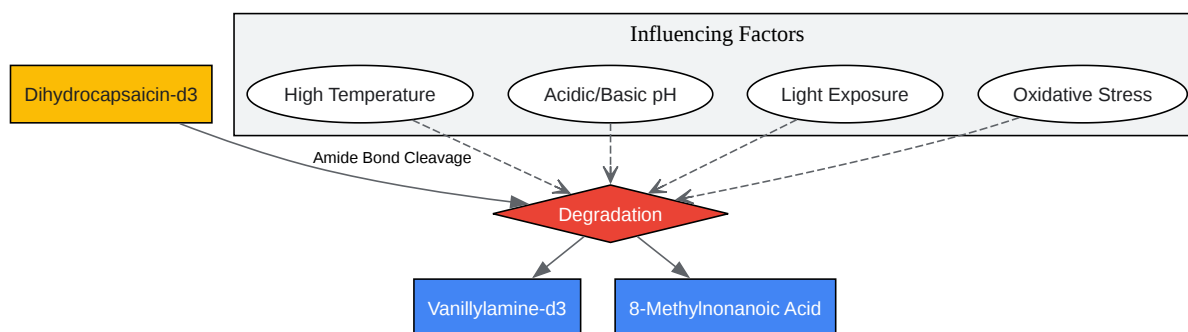 Influencing Factors
Dihydrocapsaicin-d3
High Temperature
Acidic/Basic pH
Light Exposure
Oxidative Stress
Amide Bond Cleavage
Degradation
Vanillylamine-d3
8-Methylnonanoic Acid